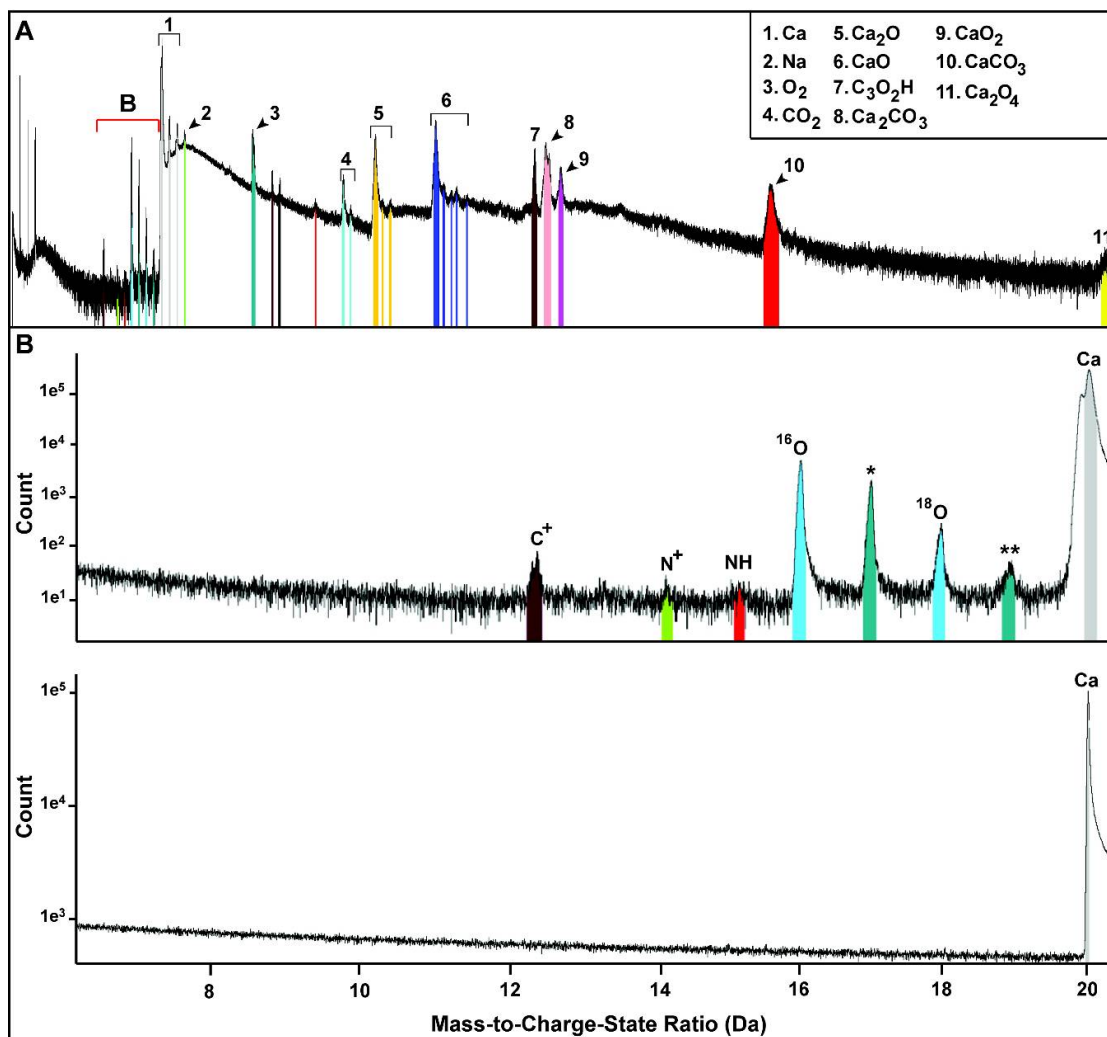 A
1
B
2
3
4
5
6
7
8
9
10
11
1. Ca 5. Ca₂O 9. CaO₂
2. Na 6. CaO 10. CaCO₃
3. O₂ 7. C₃O₂H 11. Ca₂O₄
4. CO₂ 8. Ca₂CO₃
B
Count
1e⁵
1e⁴
1e³
1e²
1e¹
C⁺
N⁺
NH
¹⁶O
*
¹⁸O
**
Ca
Count
1e⁵
1e⁴
1e³
Ca
8 10 12 14 16 18 20
Mass-to-Charge-State Ratio (Da)